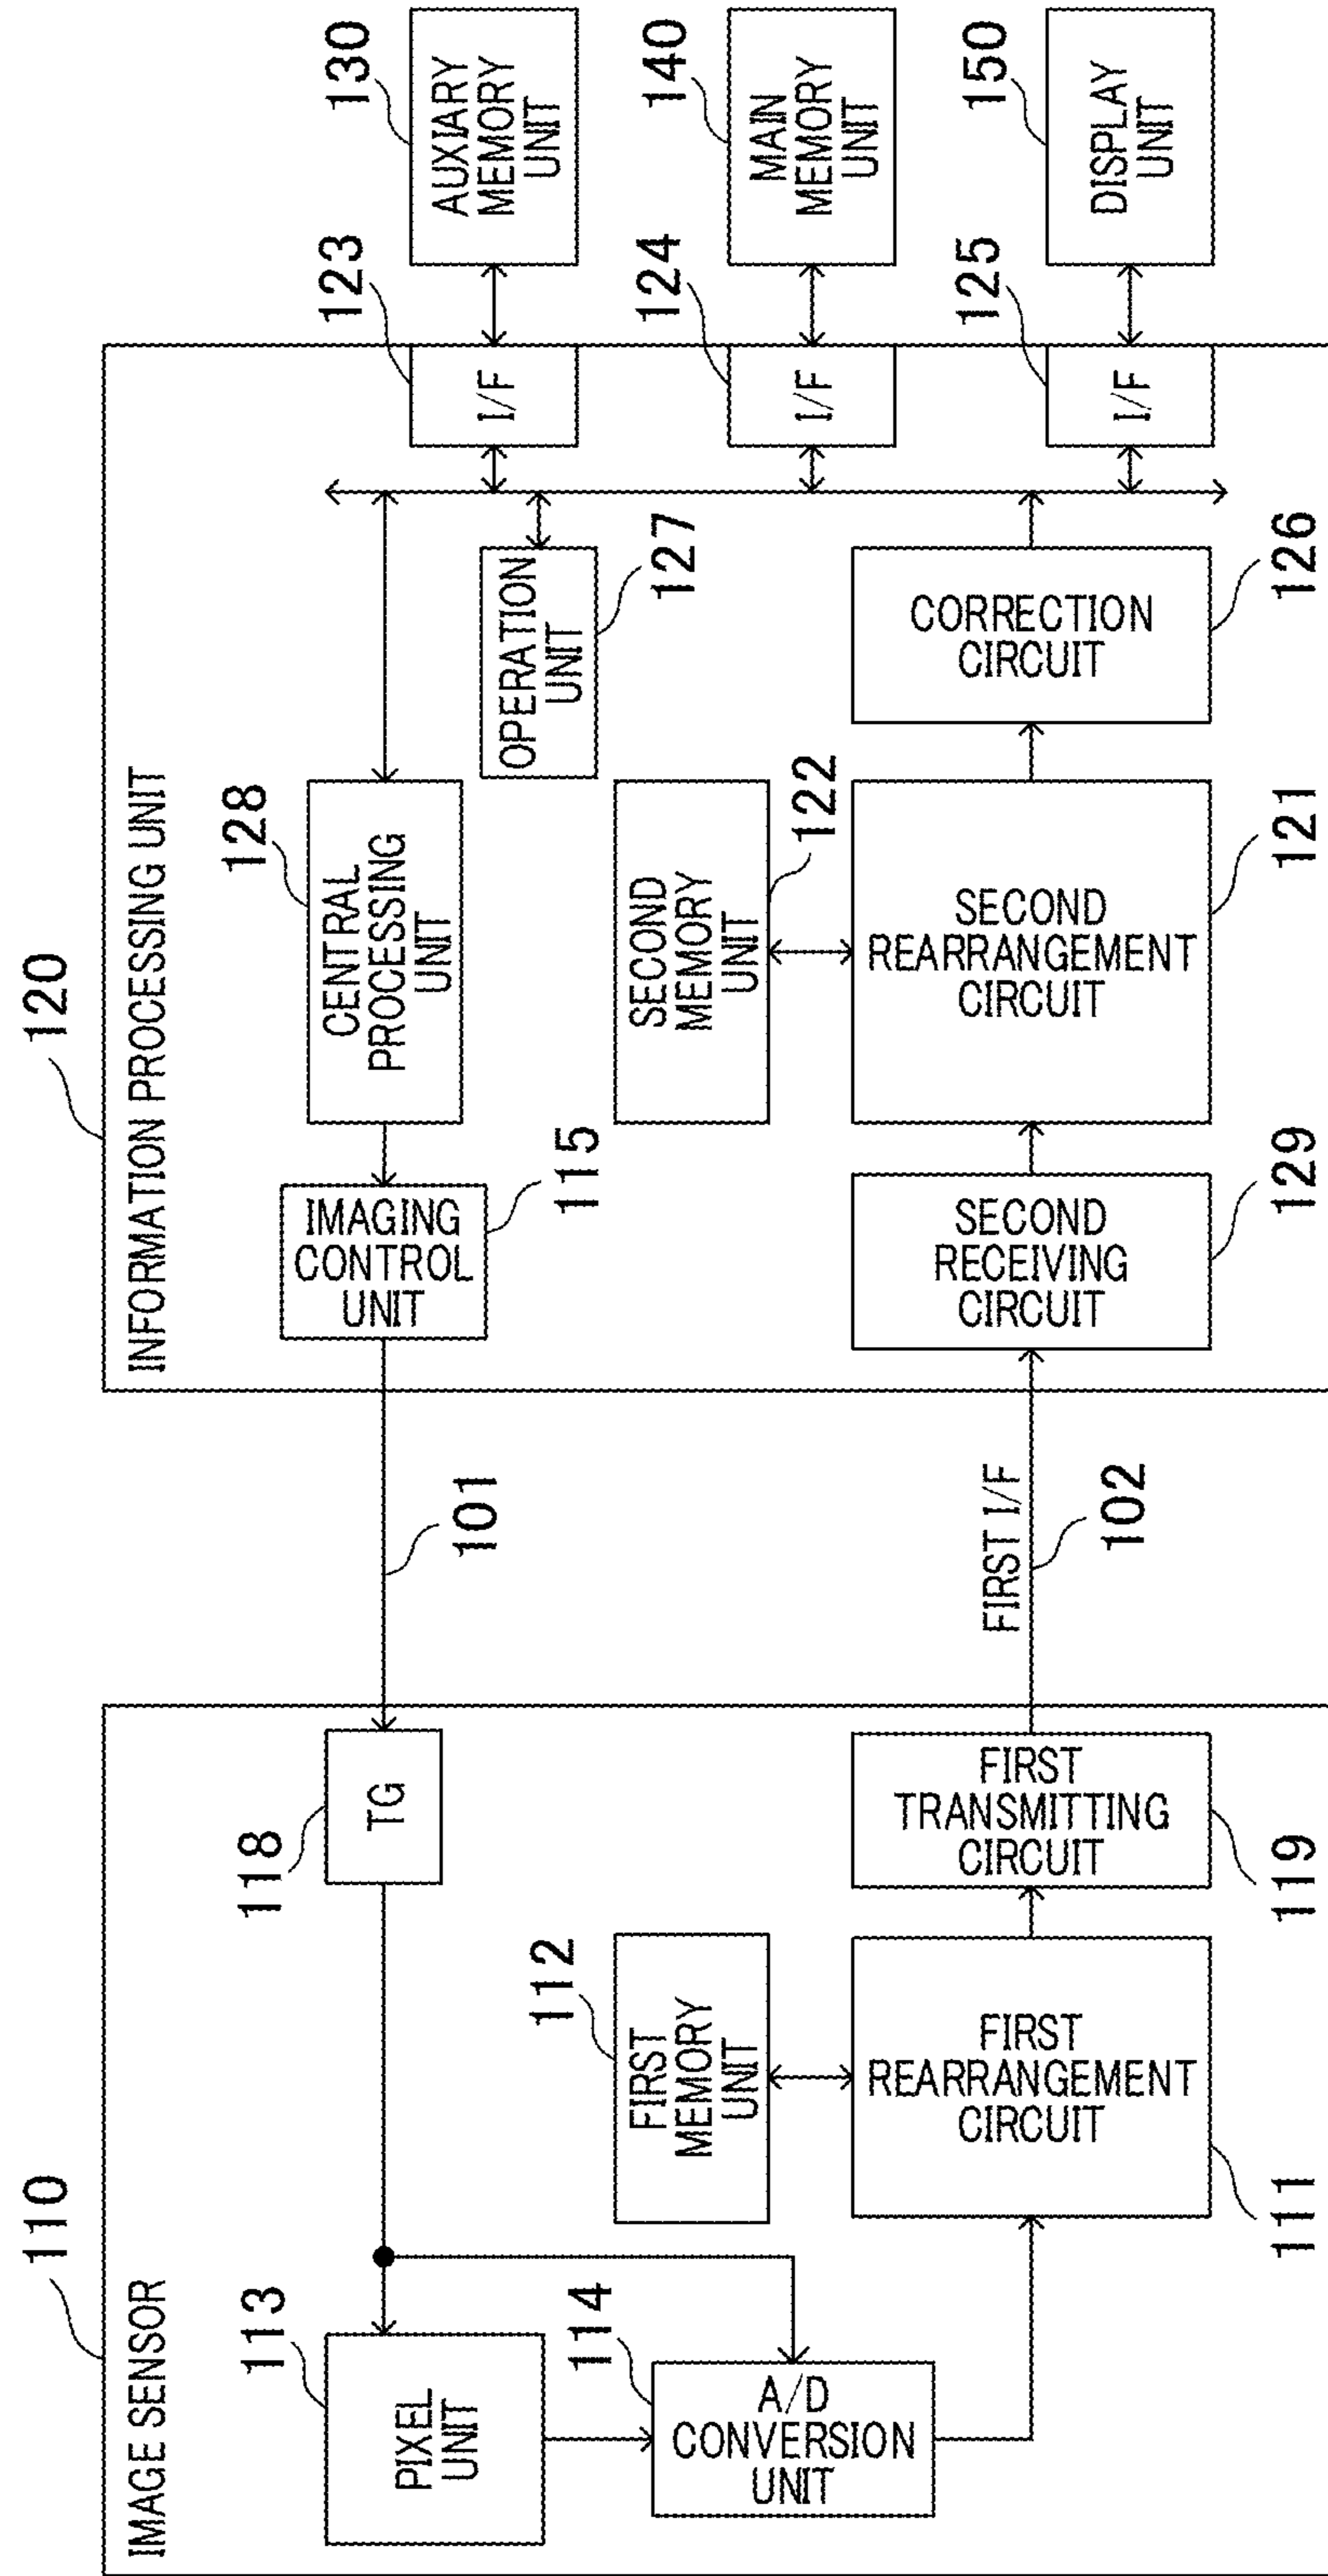 110
IMAGE SENSOR
113
PIXEL
UNIT
114
A/D
CONVERSION
UNIT
118
TG
112
FIRST
MEMORY
UNIT
FIRST
REARRANGEMENT
CIRCUIT
111
FIRST
TRANSMITTING
CIRCUIT
119
101
FIRST I/F
102
120
INFORMATION PROCESSING UNIT
IMAGING
CONTROL
UNIT
115
128
CENTRAL
PROCESSING
UNIT
OPERATION
UNIT
127
SECOND
MEMORY
UNIT
122
SECOND
RECEIVING
CIRCUIT
129
SECOND
REARRANGEMENT
CIRCUIT
121
CORRECTION
CIRCUIT
126
123
I/F
124
I/F
125
I/F
130
AUXIARY
MEMORY
UNIT
140
MAIN
MEMORY
UNIT
150
DISPLAY
UNIT